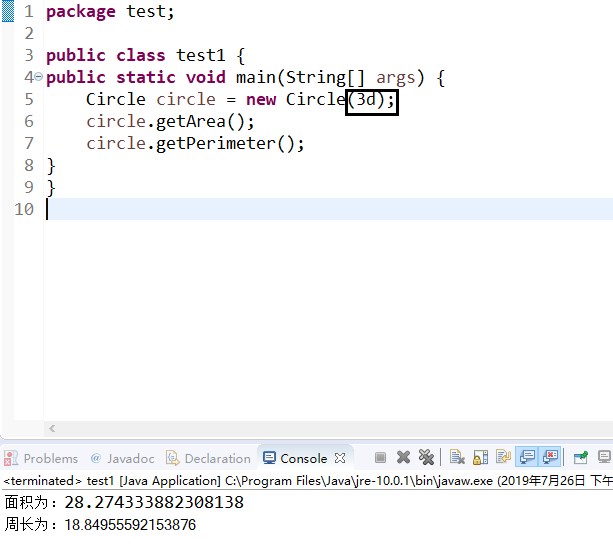 1 package test;
2
3 public class test1 {
4 public static void main(String[] args) {
5 Circle circle = new Circle(3d);
6 circle.getArea();
7 circle.getPerimeter();
8 }
9 }
10
Problems @ Javadoc Declaration Console
<terminated> test1 [Java Application] C:\Program Files\Java\jre-10.0.1\bin\javaw.exe (2019年7月26日 下午
面积为：28.274333882308138
周长为：18.84955592153876